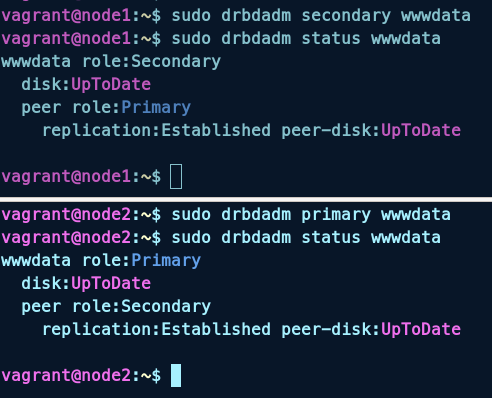 vagrant@node1:~$ sudo drbdadm secondary wwwdata
vagrant@node1:~$ sudo drbdadm status wwwdata
wwwdata role:Secondary
  disk:UpToDate
  peer role:Primary
    replication:Established peer-disk:UpToDate

vagrant@node1:~$
vagrant@node2:~$ sudo drbdadm primary wwwdata
vagrant@node2:~$ sudo drbdadm status wwwdata
wwwdata role:Primary
  disk:UpToDate
  peer role:Secondary
    replication:Established peer-disk:UpToDate

vagrant@node2:~$